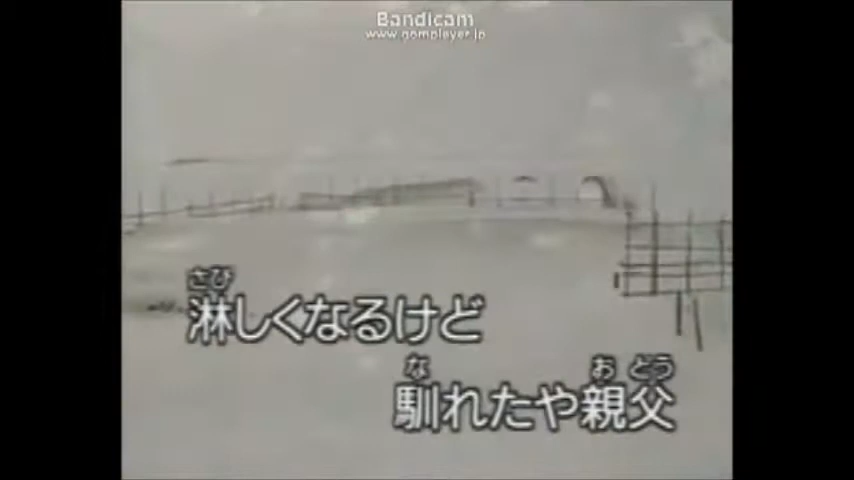 Bandicam
www.gomplayer.jp
さび
淋しくなるけど
な おどう
馴れたや親父